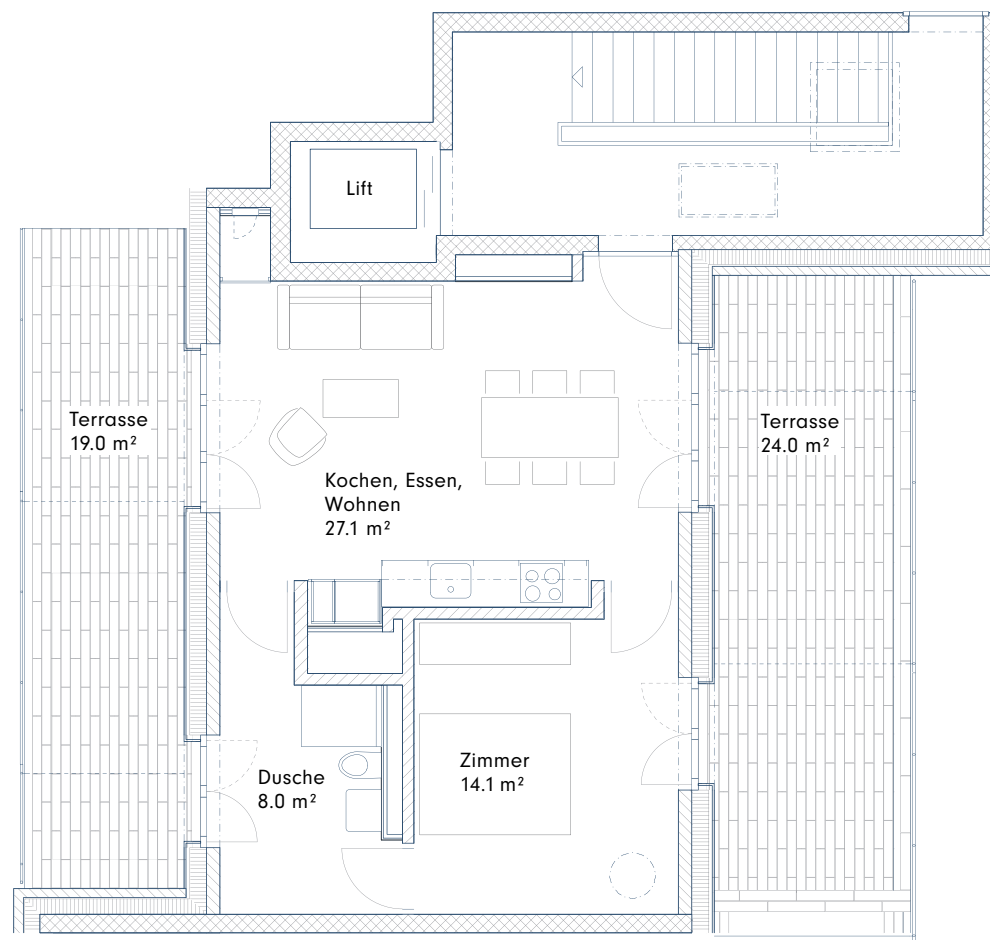 Lift
Terrasse
19.0 m²
Terrasse
24.0 m²
Kochen, Essen,
Wohnen
27.1 m²
Zimmer
14.1 m²
Dusche
8.0 m²